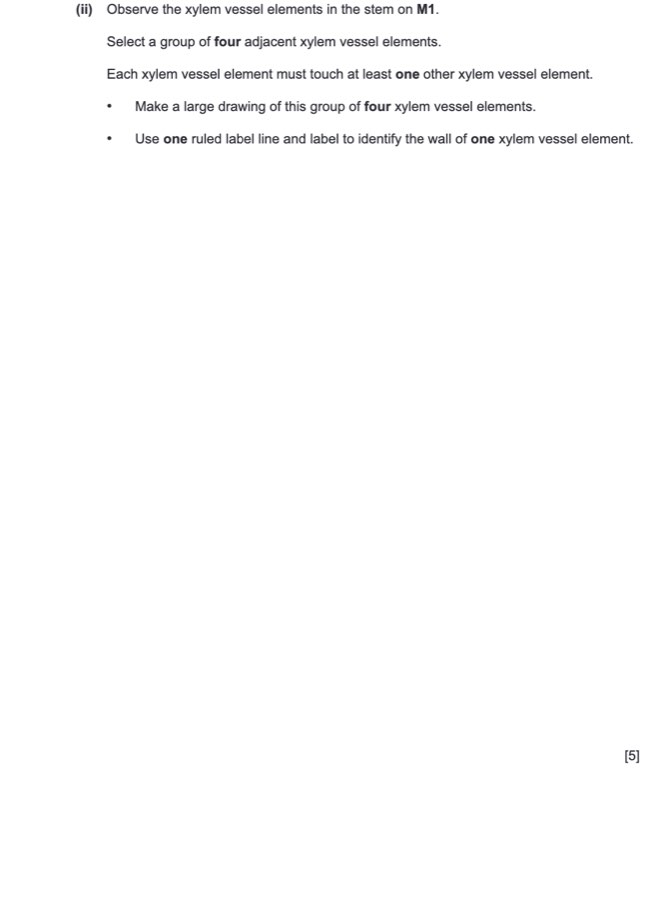 (ii) Observe the xylem vessel elements in the stem on M1.
Select a group of four adjacent xylem vessel elements.
Each xylem vessel element must touch at least one other xylem vessel element.
• Make a large drawing of this group of four xylem vessel elements.
• Use one ruled label line and label to identify the wall of one xylem vessel element.
[5]